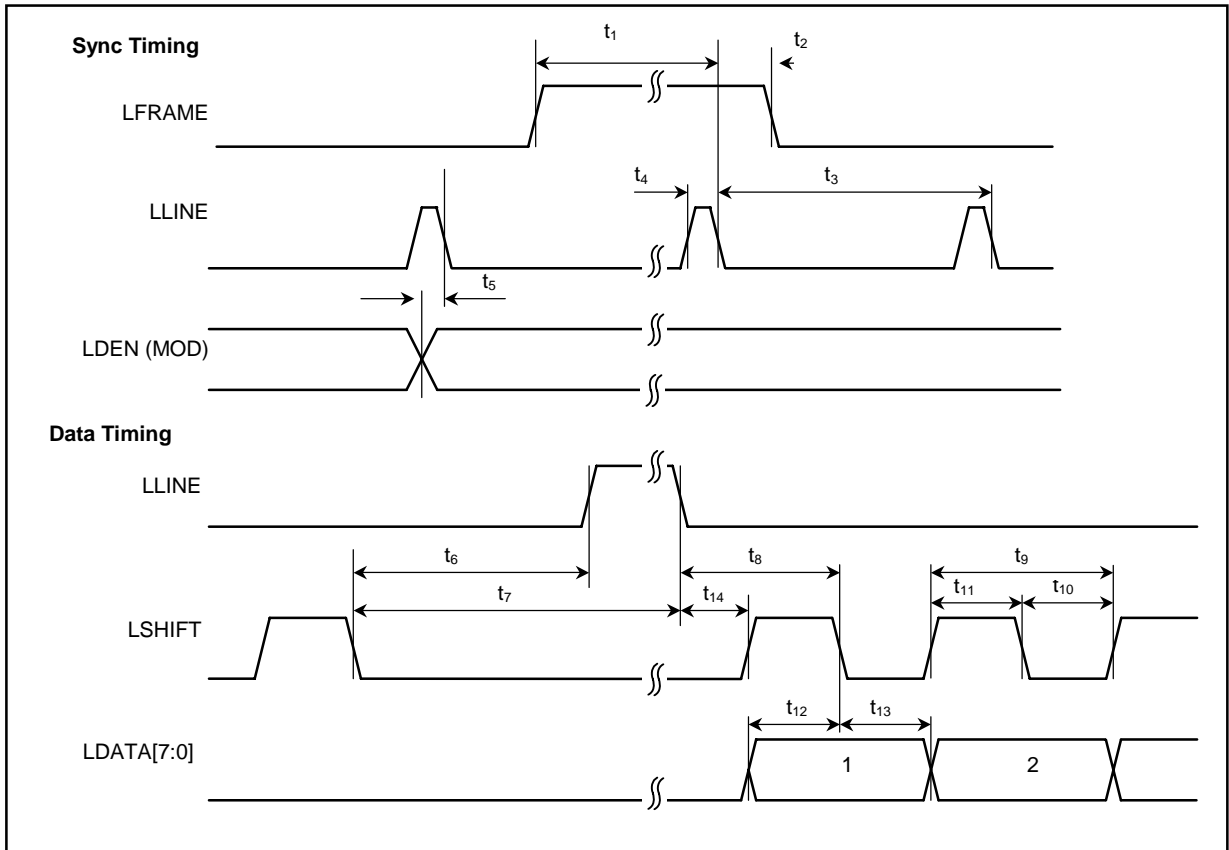 Sync Timing
t1
t2
LFRAME
t4
t3
LLINE
t5
LDEN (MOD)
Data Timing
LLINE
t6
t8
t9
t7
t14
t11
t10
LSHIFT
t12
t13
LDATA[7:0]
1
2